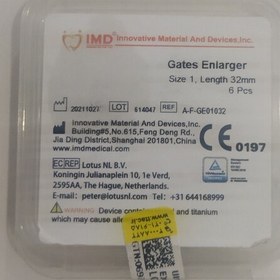 IMD Innovative Material And Devices,Inc.
Gates Enlarger
Size 1, Length 32mm
6 Pcs
LOT 614047 REF A-F-GE01032
Innovative Material And Devices,Inc.
Building#5, No.615, Feng Deng Rd.,
Jia Ding District, Shanghai 201801, China
www.imdmedical.com
CE 0197
EC REP Lotus NL B.V.
Koningin Julianaplein 10, 1e Verd,
2595AA, The Hague, Netherlands
E-mail: peter@lotusnl.com Tel: +31 644168999
WARNING: Device contains and titanium
which may cause